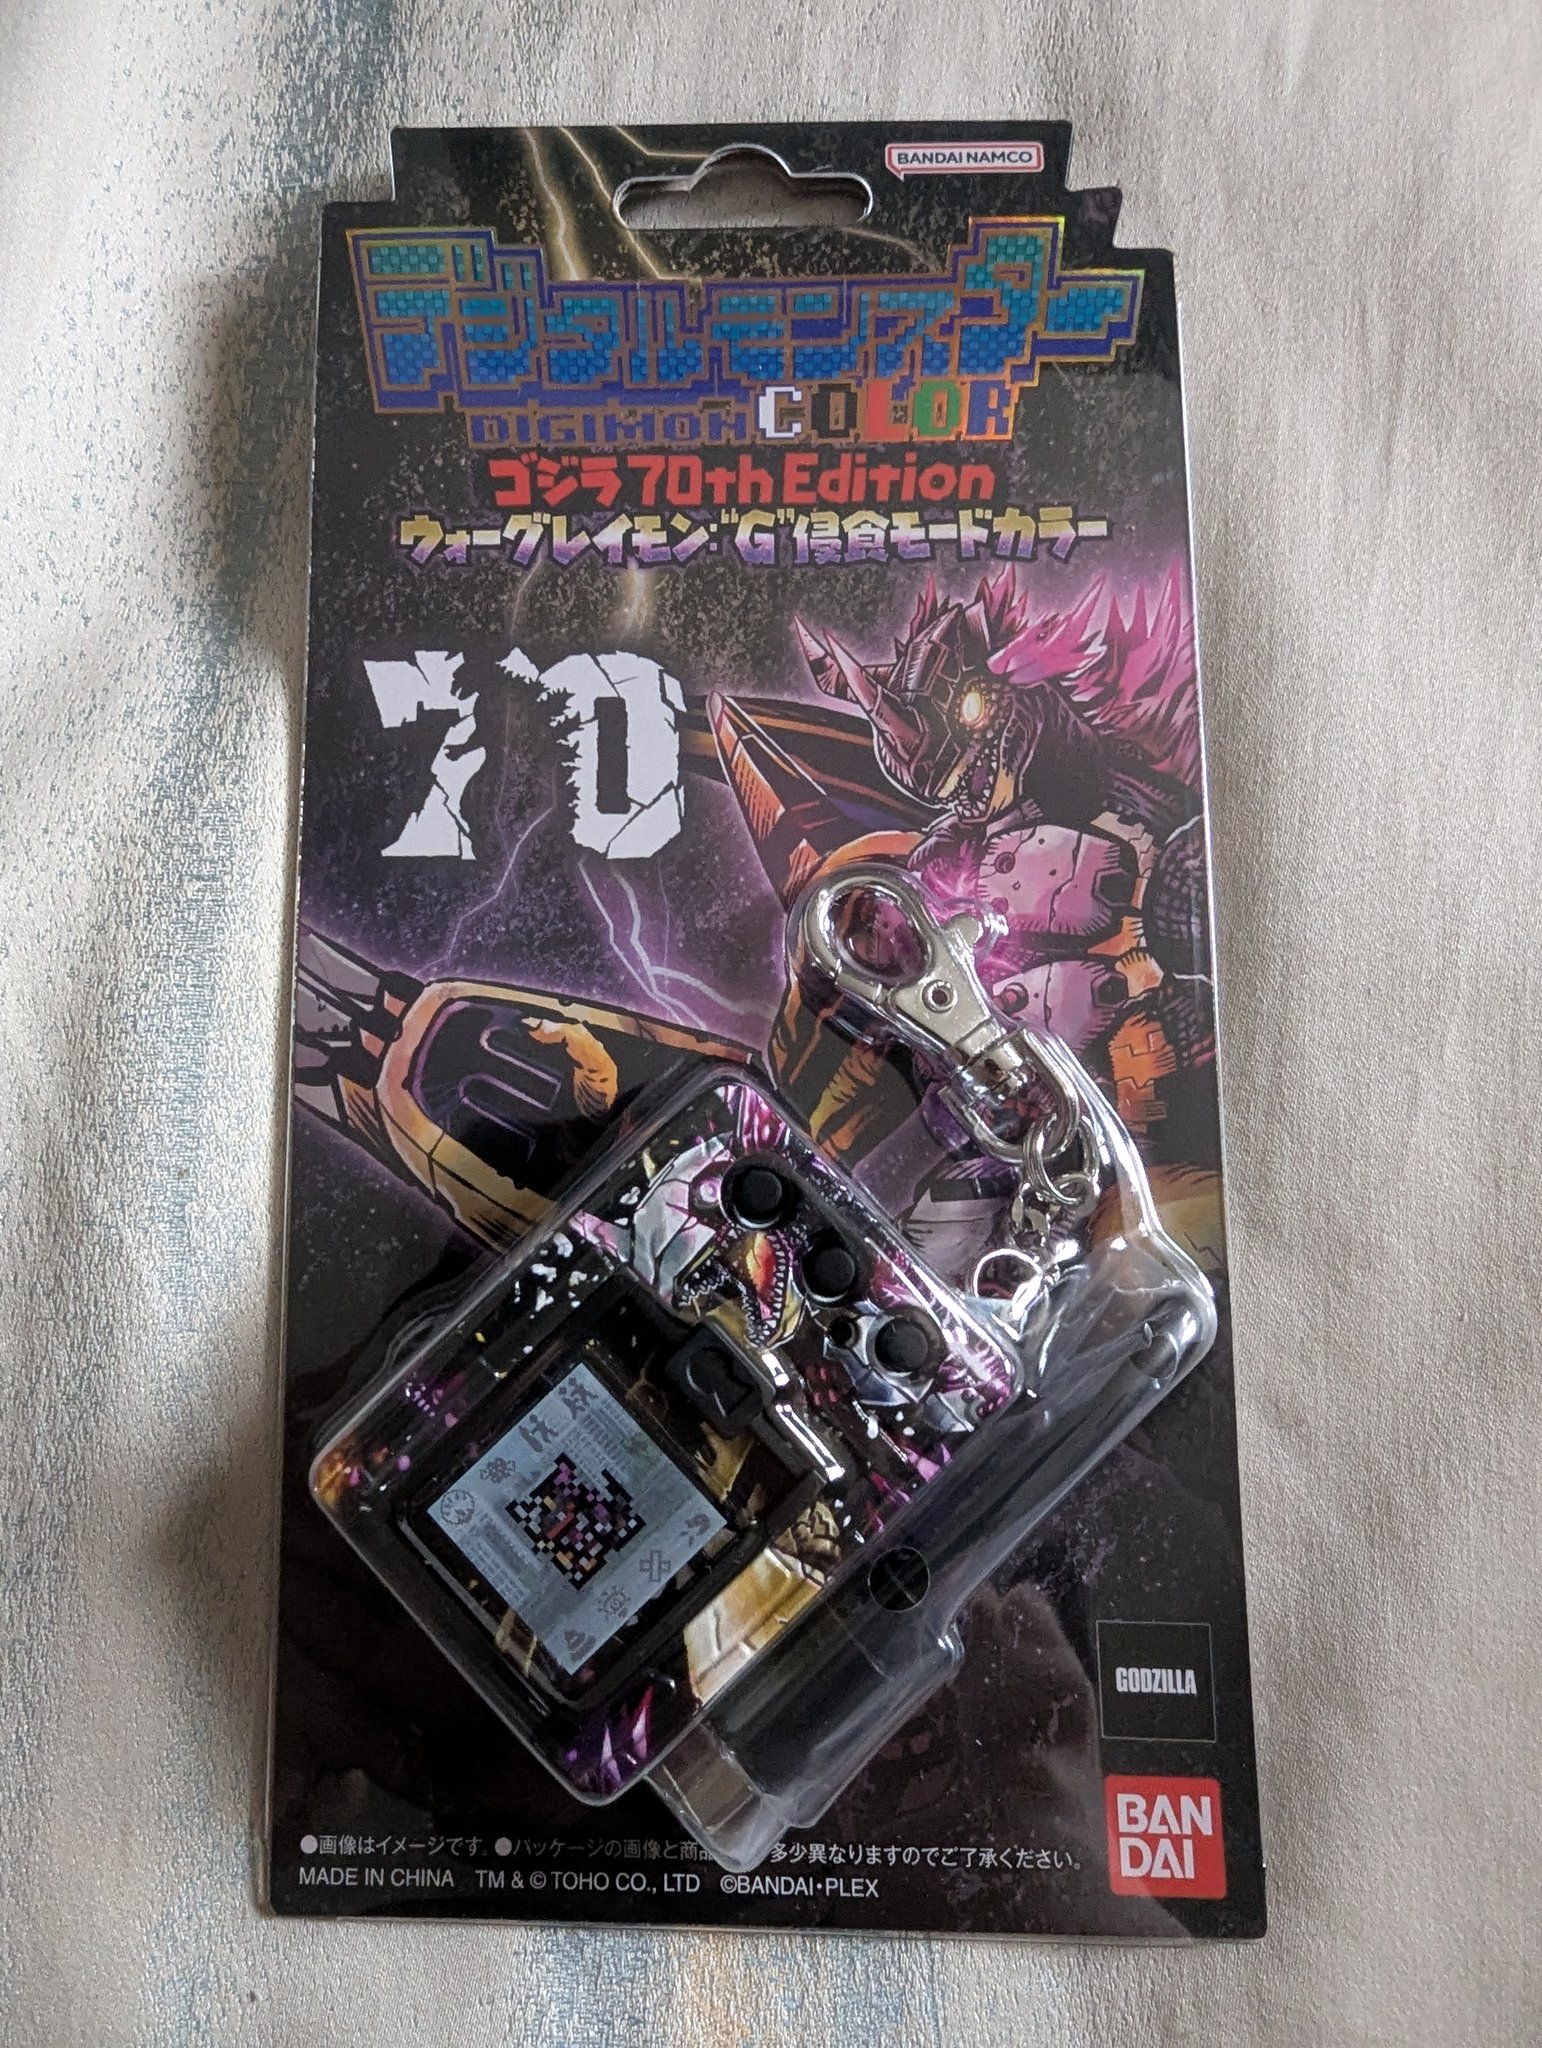 BANDAI NAMCO
デジタルモンスター
DIGIMON COLOR
ゴジラ 70th Edition
ウォーグレイモン:"G"侵食モードカラー
70
GODZILLA
BAN
DAI
●画像はイメージです。●パッケージの画像と商品 多少異なりますのでご了承ください。
MADE IN CHINA TM & © TOHO CO., LTD ©BANDAI・PLEX